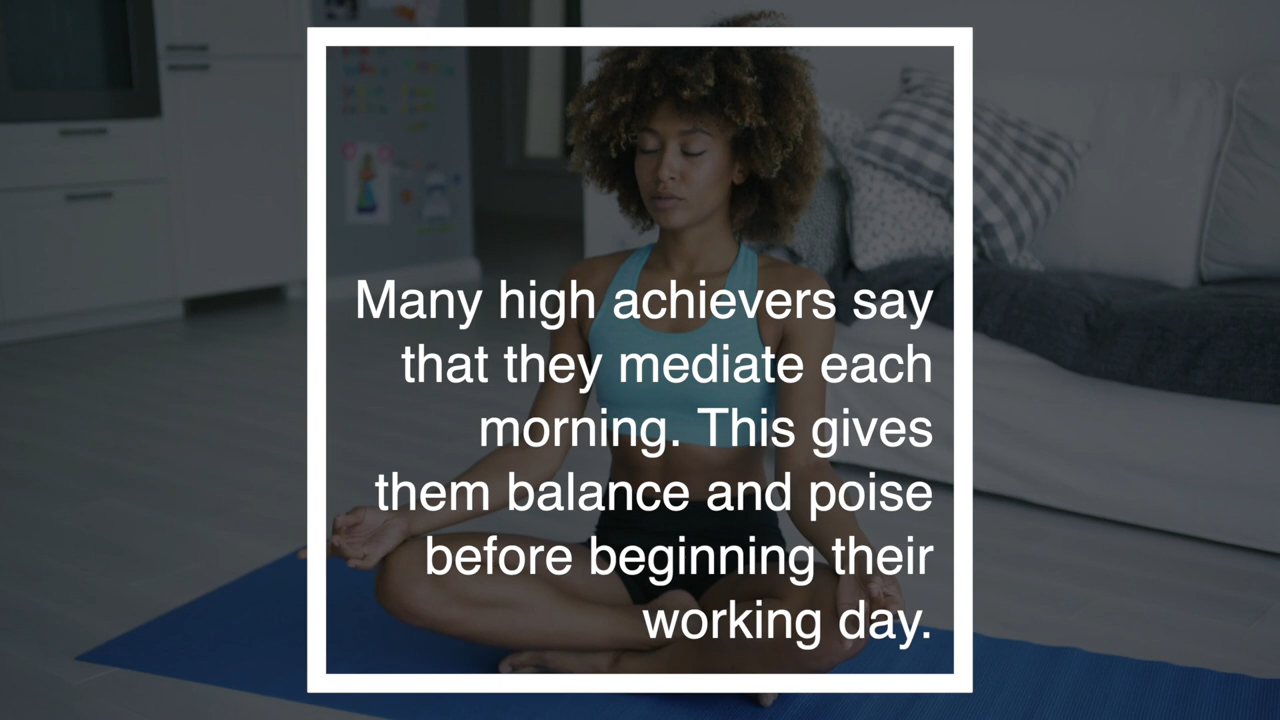 Many high achievers say
that they mediate each
morning. This gives
them balance and poise
before beginning their
working day.